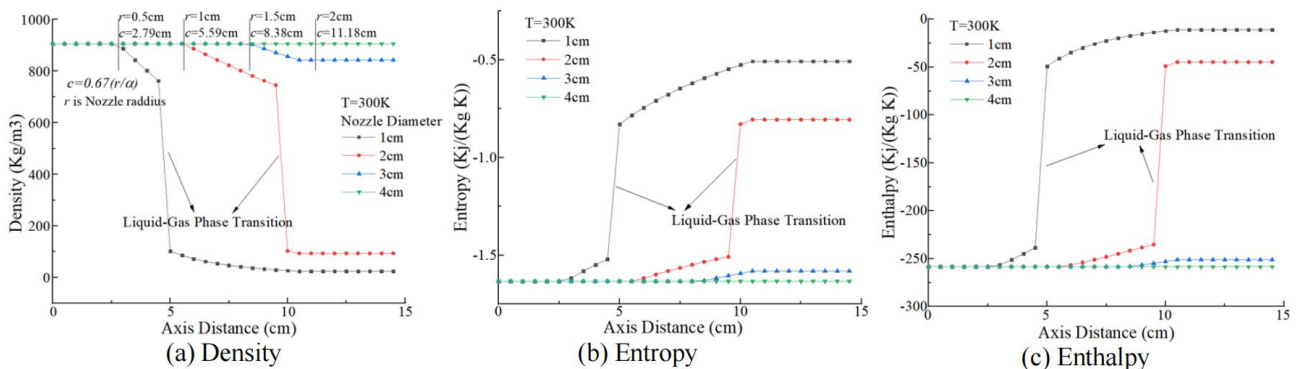 r=0.5cm
c=2.79cm
r=1cm
c=5.59cm
r=1.5cm
c=8.38cm
r=2cm
c=11.18cm
1000
800
600
400
200
0
Density (Kg/m3)
c=0.67(r/α)
r is Nozzle raddius
T=300K
Nozzle Diameter
1cm
2cm
3cm
4cm
Liquid-Gas Phase Transition
0
5
10
15
Axis Distance (cm)
(a) Density
T=300K
1cm
2cm
3cm
4cm
-0.5
-1.0
-1.5
Entropy (Kj/(Kg K))
Liquid-Gas Phase Transition
0
5
10
15
Axis Distance (cm)
(b) Entropy
T=300K
1cm
2cm
3cm
4cm
0
-50
-100
-150
-200
-250
-300
Enthalpy (Kj/(Kg K))
Liquid-Gas Phase Transition
0
5
10
15
Axis Distance (cm)
(c) Enthalpy